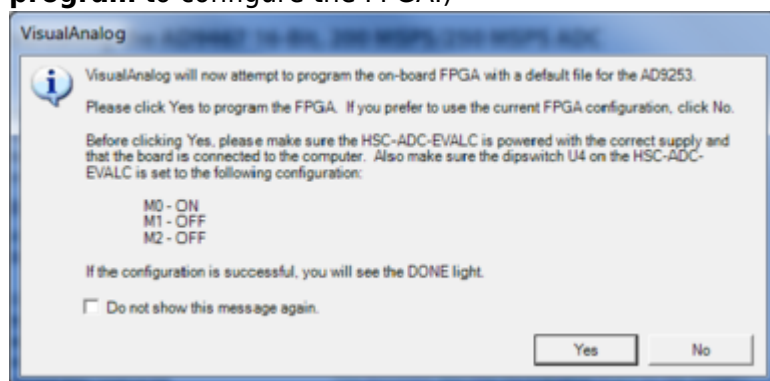 program to configure the FPGA.)
VisualAnalog
VisualAnalog will now attempt to program the on-board FPGA with a default file for the AD9253.
Please click Yes to program the FPGA. If you prefer to use the current FPGA configuration, click No.
Before clicking Yes, please make sure the HSC-ADC-EVALC is powered with the correct supply and
that the board is connected to the computer. Also make sure the dipswitch U4 on the HSC-ADC-
EVALC is set to the following configuration:
M0 - ON
M1 - OFF
M2 - OFF
If the configuration is successful, you will see the DONE light.
Do not show this message again.
Yes No